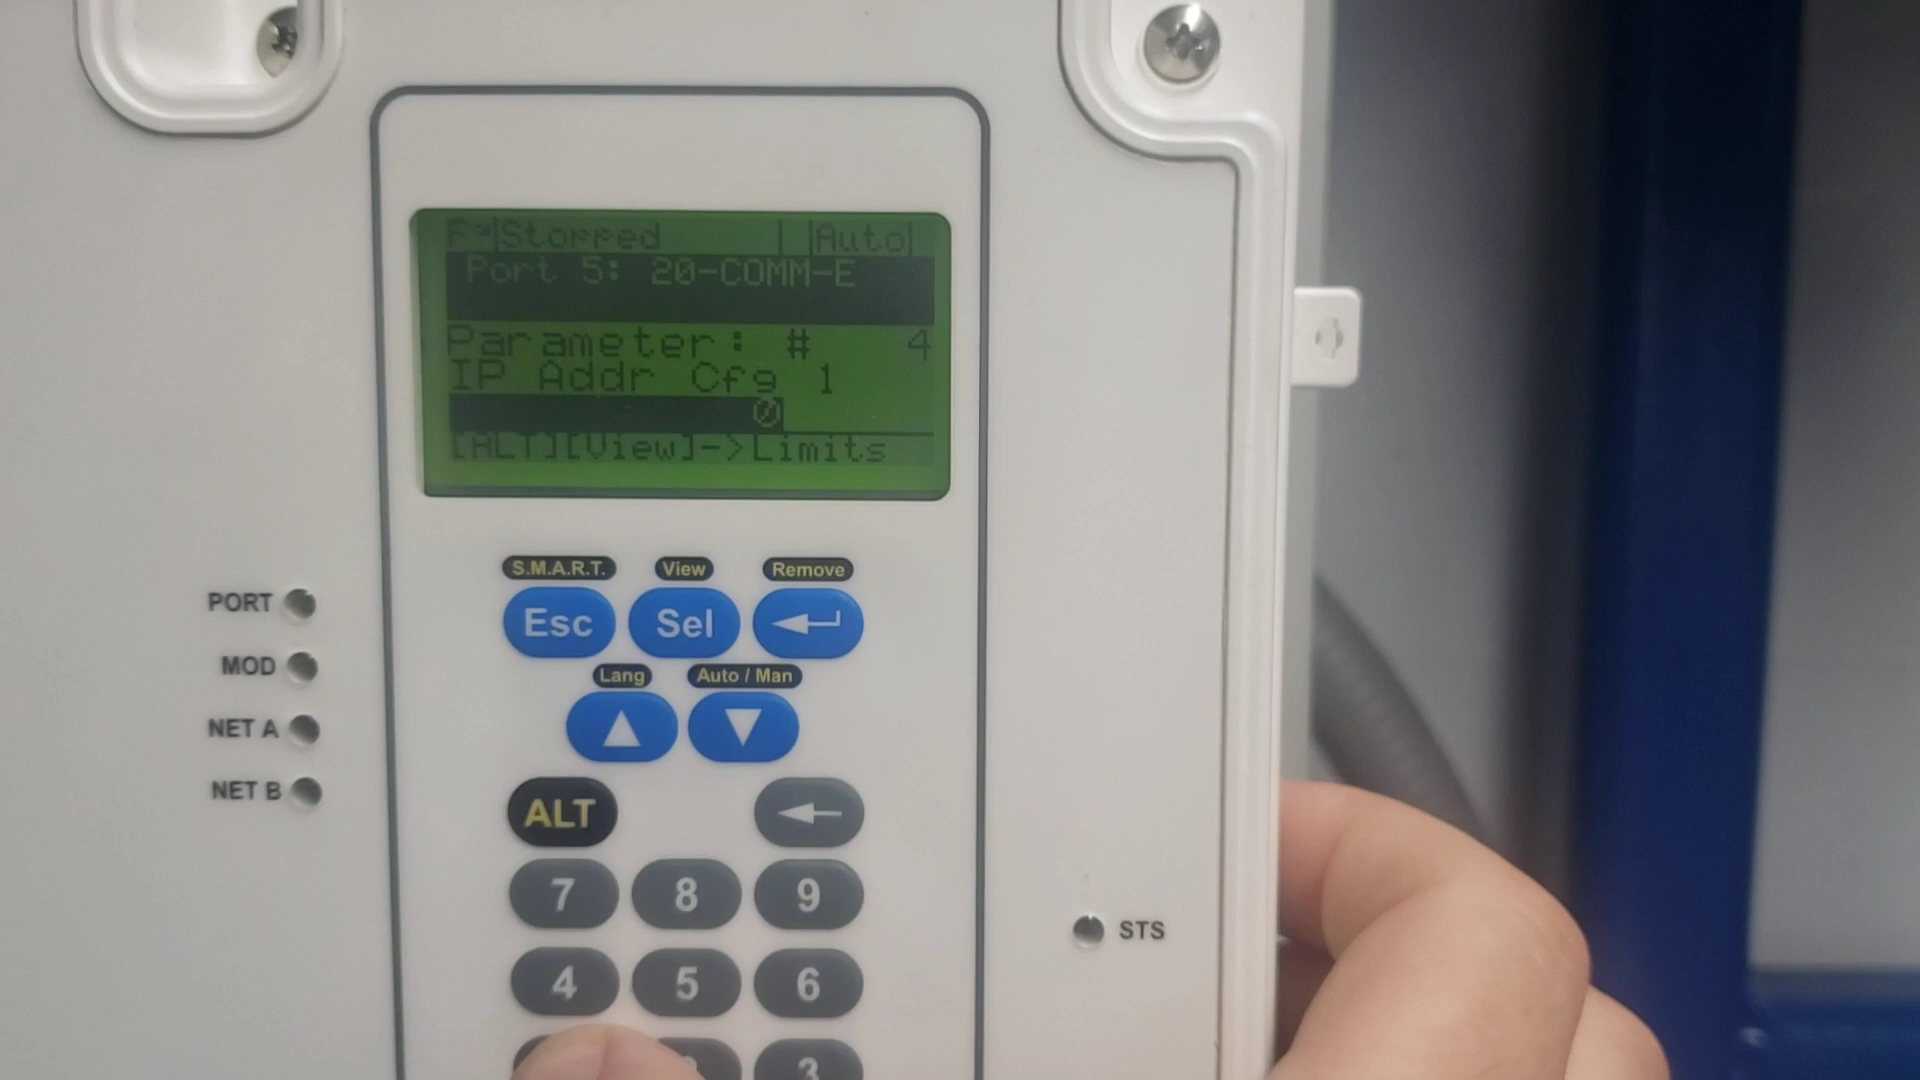 Stopped Auto
Port 5: 20-COMM-E
Parameter: # 4
IP Addr Cfg 1
0
[ALT][View]->Limits
S.M.A.R.T. View Remove
Esc Sel
Lang Auto / Man
ALT
7 8 9
4 5 6
3
PORT
MOD
NET A
NET B
STS